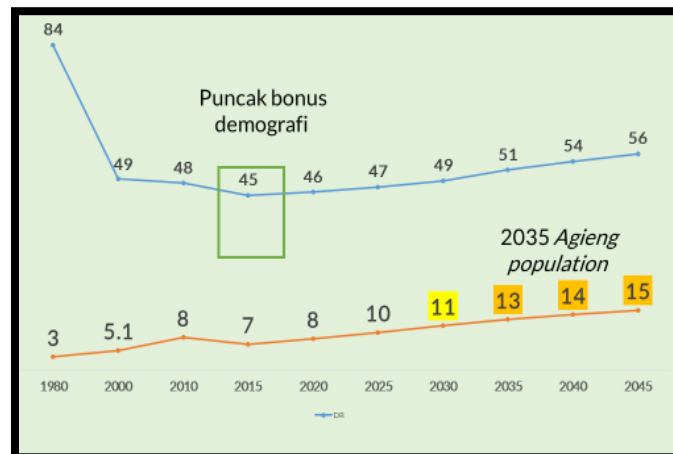 84
Puncak bonus
demografi
49 48 45 46 47 49 51 54 56
2035 Agieng
population
3 5.1 8 7 8 10 11 13 14 15
1980 2000 2010 2015 2020 2025 2030 2035 2040 2045
DR